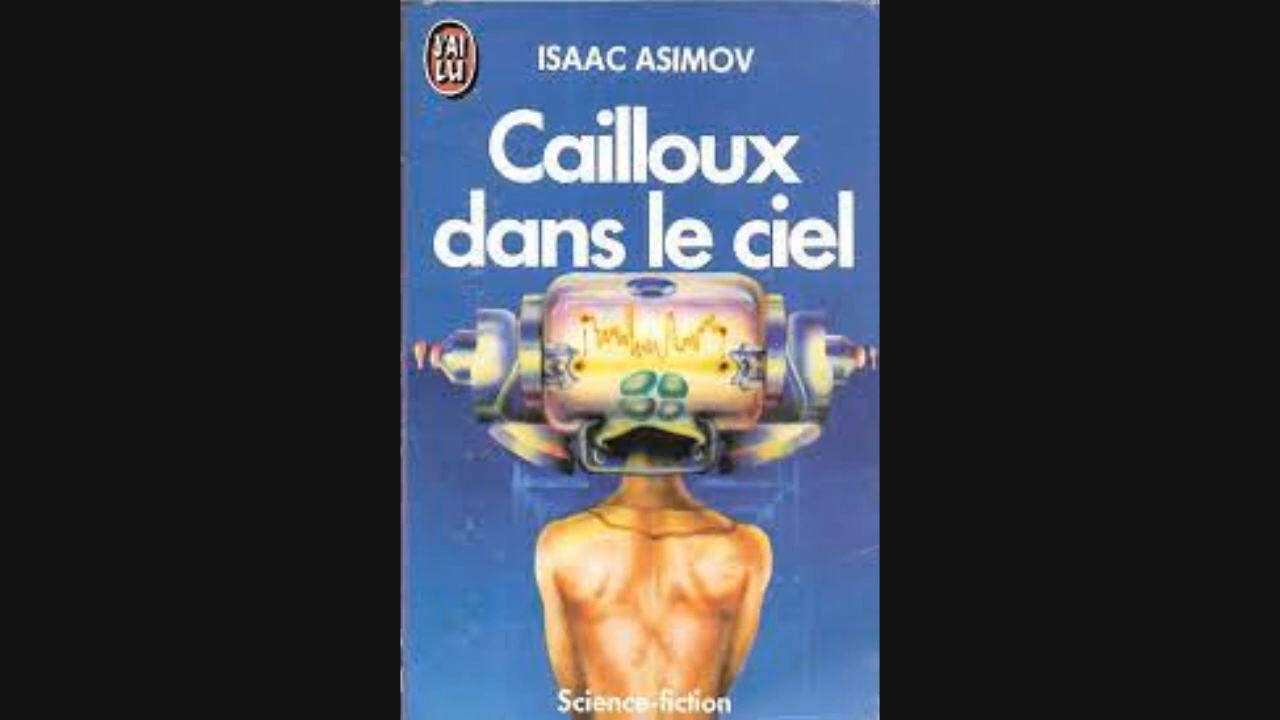 J'AI
LU
ISAAC ASIMOV
Cailloux
dans le ciel
Science-fiction